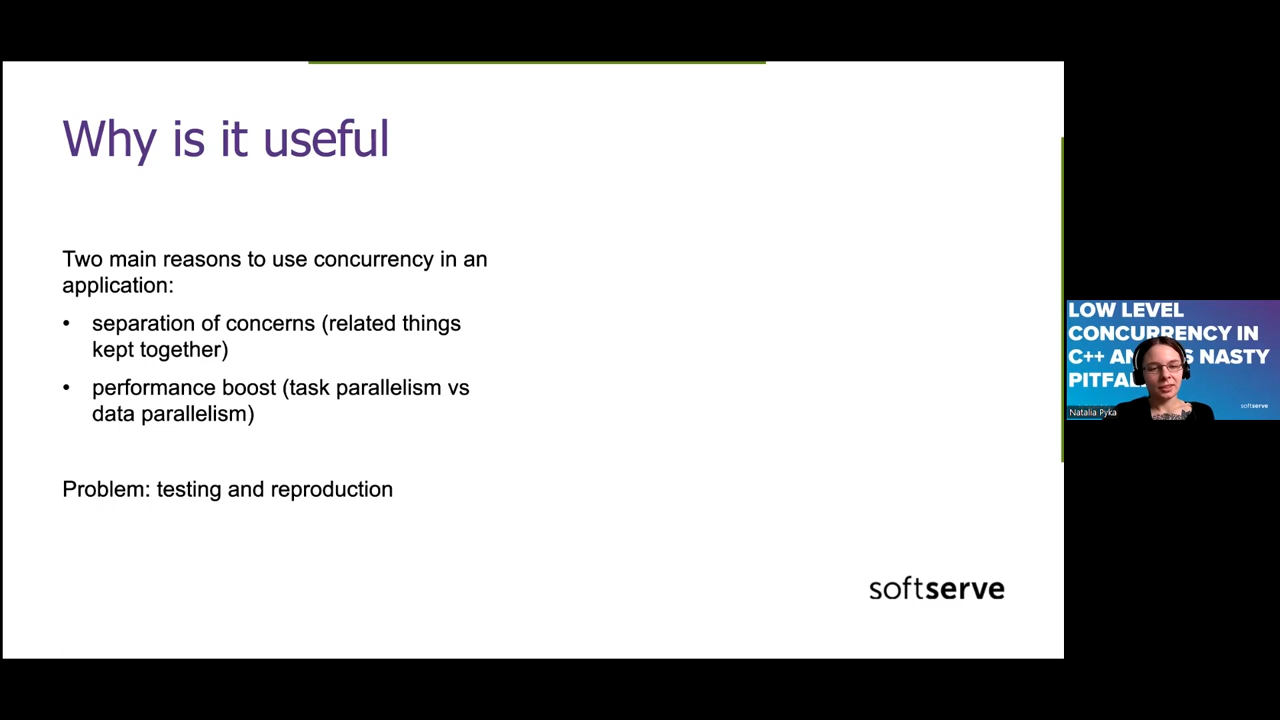 Why is it useful
Two main reasons to use concurrency in an
application:
• separation of concerns (related things
kept together)
• performance boost (task parallelism vs
data parallelism)
Problem: testing and reproduction
softserve
LOW LEVEL
CONCURRENCY IN
C++ NASTY
Natalia Pyka
softserve